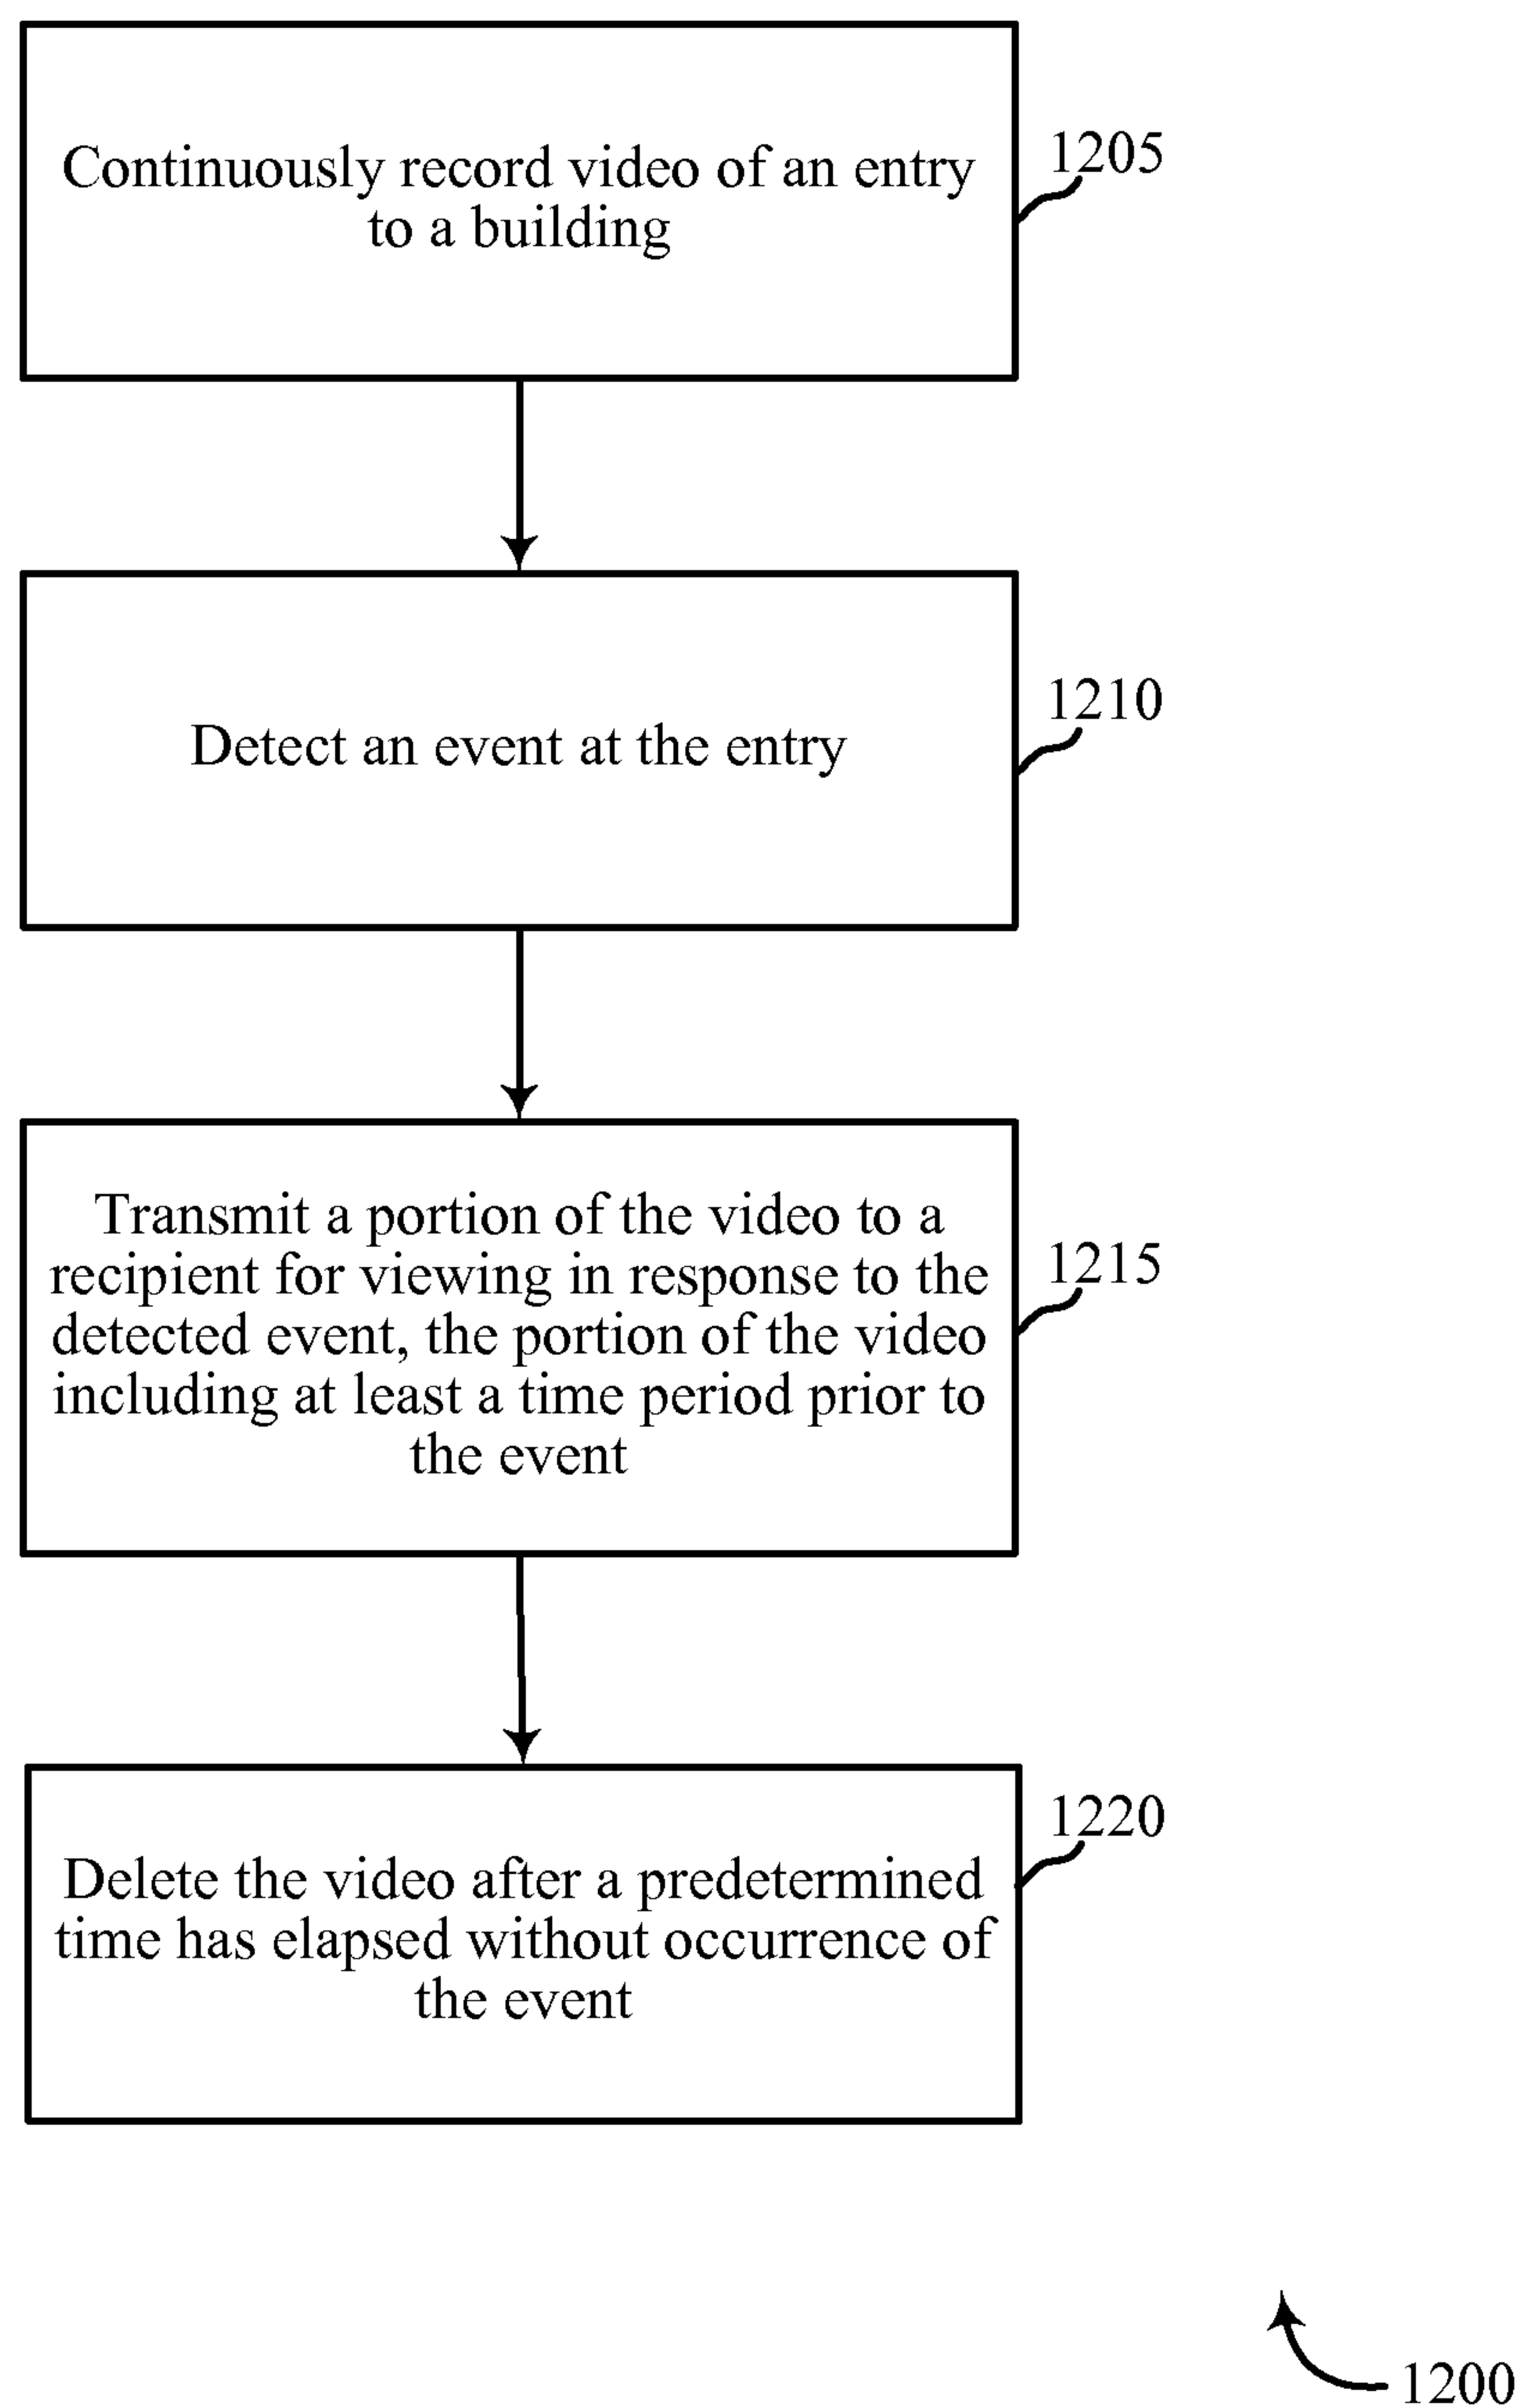 Continuously record video of an entry
to a building
1205
Detect an event at the entry
1210
Transmit a portion of the video to a
recipient for viewing in response to the
detected event, the portion of the video
including at least a time period prior to
the event
1215
Delete the video after a predetermined
time has elapsed without occurrence of
the event
1220
1200